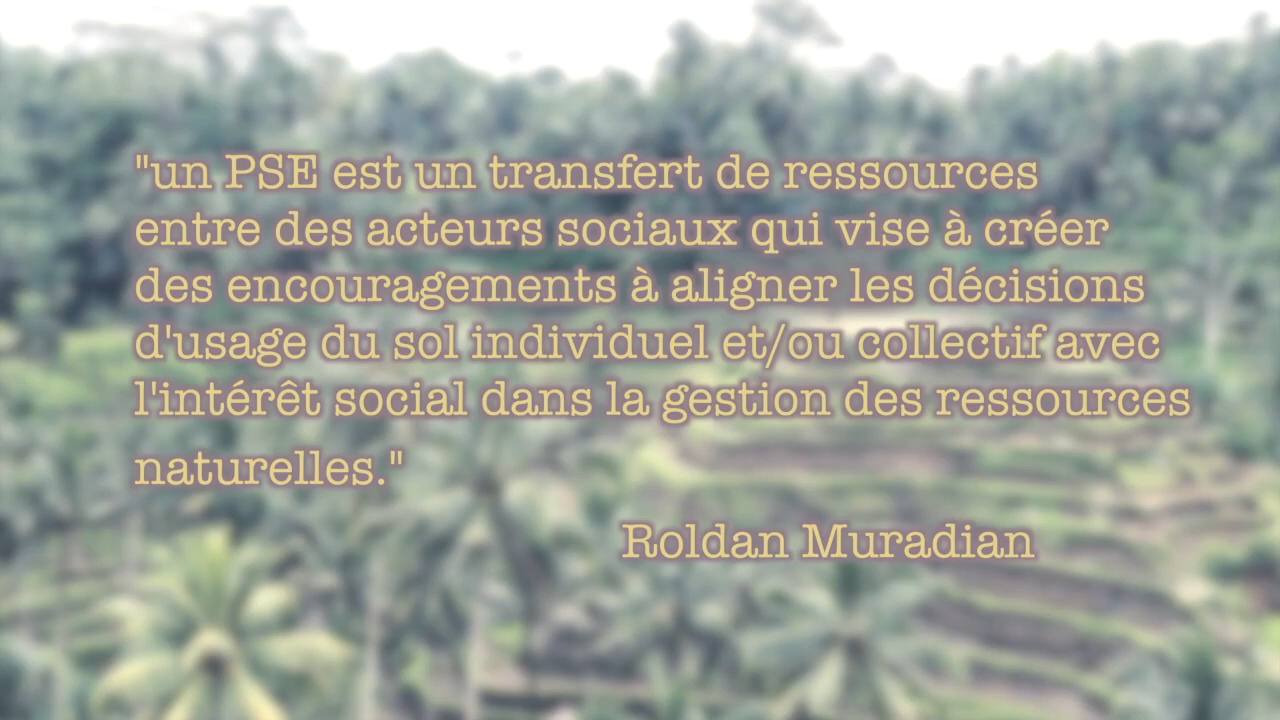 "un PSE est un transfert de ressources
entre des acteurs sociaux qui vise à créer
des encouragements à aligner les décisions
d'usage du sol individuel et/ou collectif avec
l'intérêt social dans la gestion des ressources
naturelles."
Roldan Muradian